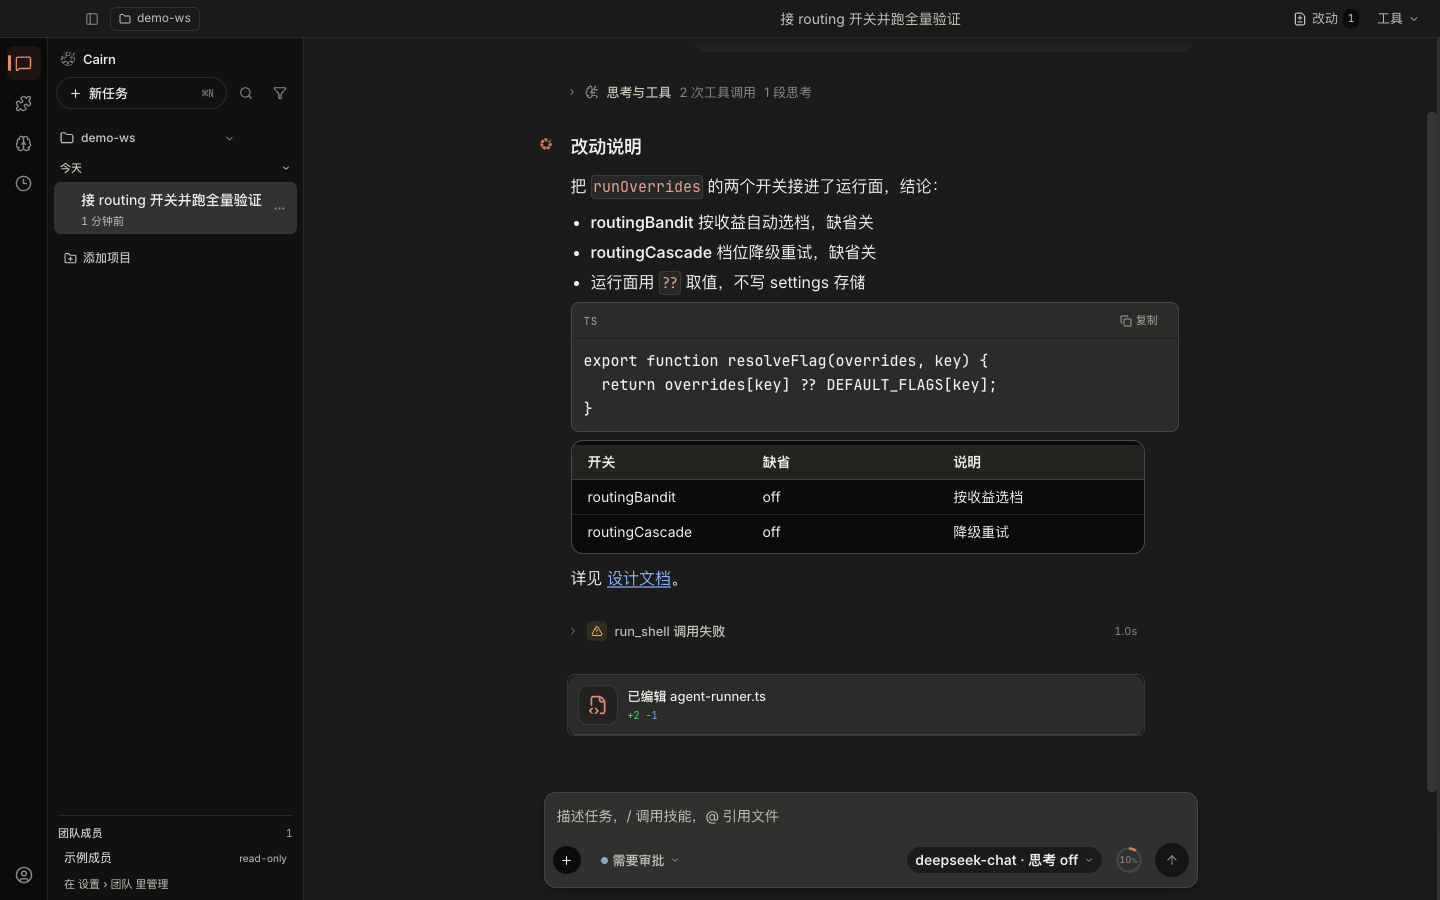 demo-ws
接 routing 开关并跑全量验证
改动 1
工具
Cairn
新任务 ⌘N
demo-ws
今天
接 routing 开关并跑全量验证
1 分钟前
添加项目
团队成员 1
示例成员 read-only
在 设置 › 团队 里管理
思考与工具 2 次工具调用 1 段思考
改动说明
把 runOverrides 的两个开关接进了运行面，结论：
• routingBandit 按收益自动选档，缺省关
• routingCascade 档位降级重试，缺省关
• 运行面用 ?? 取值，不写 settings 存储
TS 复制
export function resolveFlag(overrides, key) {
  return overrides[key] ?? DEFAULT_FLAGS[key];
}
开关 缺省 说明
routingBandit off 按收益选档
routingCascade off 降级重试
详见 设计文档。
run_shell 调用失败 1.0s
已编辑 agent-runner.ts
+2 -1
描述任务，/ 调用技能，@ 引用文件
需要审批
deepseek-chat · 思考 off
10%